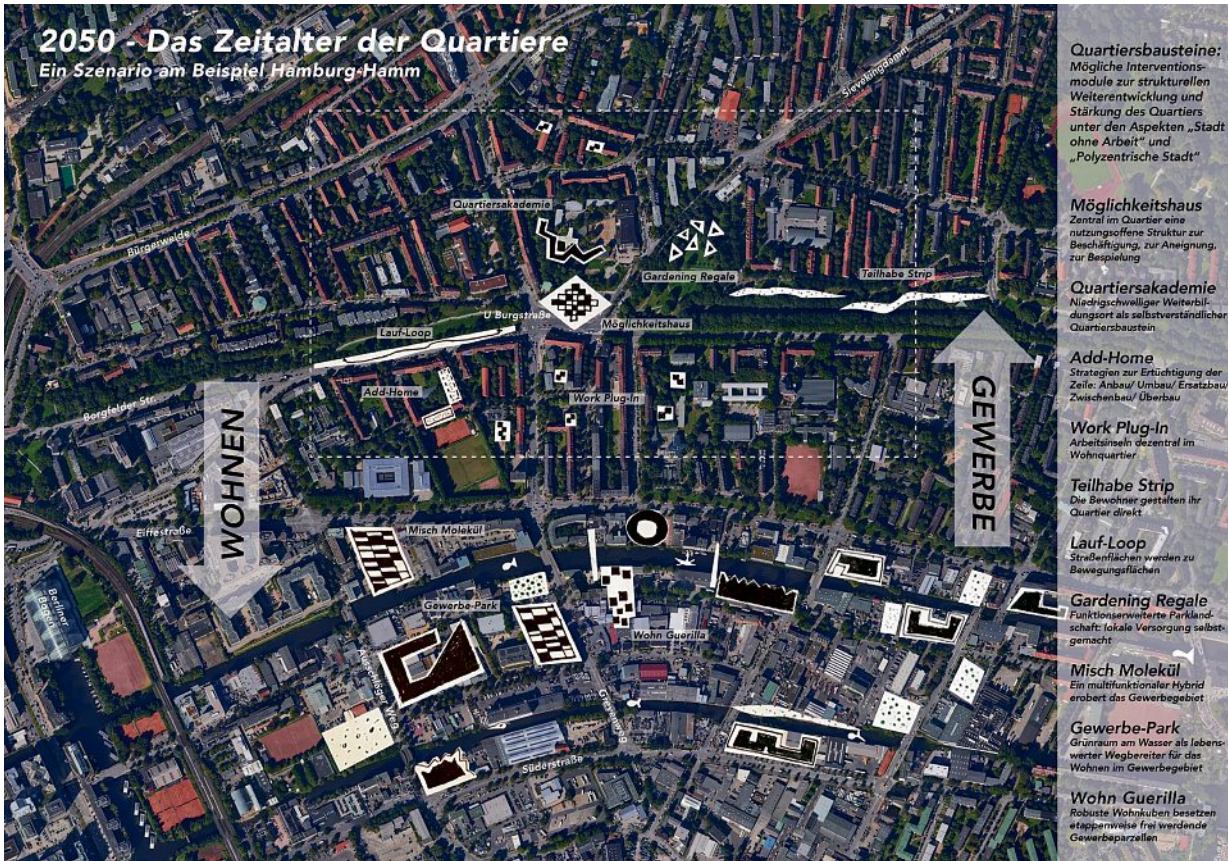 2050 - Das Zeitalter der Quartiere
Ein Szenario am Beispiel Hamburg-Hamm
Sievekingdamm
Quartiersakademie
Bürgerweide
Gardening Regale
Teilhabe Strip
U Burgstraße
Möglichkeitshaus
Lauf-Loop
Add-Home
Work Plug-In
Borgfelder Str.
WOHNEN
GEWERBE
Eiffestraße
Misch Molekül
Berliner Bogen
Gewerbe-Park
Wohn Guerilla
Ausschläger Weg
Grevenweg
Süderstraße
Quartiersbausteine:
Mögliche Interventions-
module zur strukturellen
Weiterentwicklung und
Stärkung des Quartiers
unter den Aspekten „Stadt
ohne Arbeit“ und
„Polyzentrische Stadt“
Möglichkeitshaus
Zentral im Quartier eine
nutzungsoffene Struktur zur
Beschäftigung, zur Aneignung,
zur Bespielung
Quartiersakademie
Niedrigschwelliger Weiterbil-
dungsort als selbstverständlicher
Quartiersbaustein
Add-Home
Strategien zur Ertüchtigung der
Zeile: Anbau/ Umbau/ Ersatzbau/
Zwischenbau/ Überbau
Work Plug-In
Arbeitsinseln dezentral im
Wohnquartier
Teilhabe Strip
Die Bewohner gestalten ihr
Quartier direkt
Lauf-Loop
Straßenflächen werden zu
Bewegungsflächen
Gardening Regale
Funktionserweiterte Parkland-
schaft: lokale Versorgung selbst-
gemacht
Misch Molekül
Ein multifunktionaler Hybrid
erobert das Gewerbegebiet
Gewerbe-Park
Grünraum am Wasser als lebens-
werter Wegbereiter für das
Wohnen im Gewerbegebiet
Wohn Guerilla
Robuste Wohnkuben besetzen
etappenweise frei werdende
Gewerbeparzellen